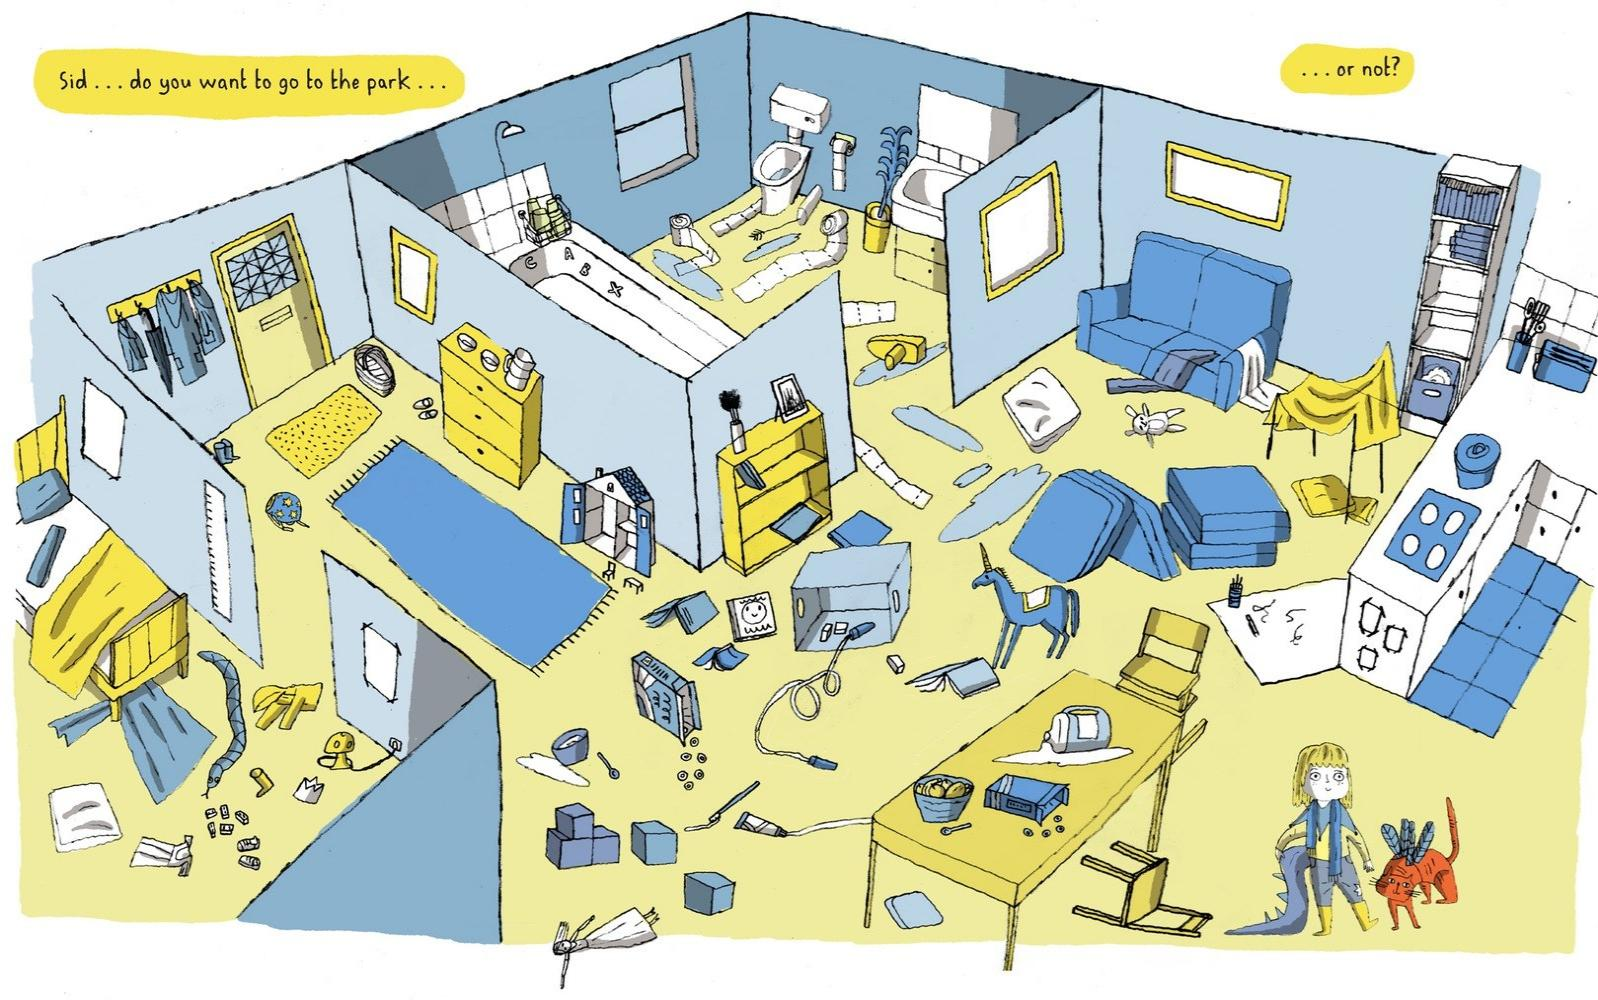 Sid . . . do you want to go to the park . . .
. . . or not?
C A B X